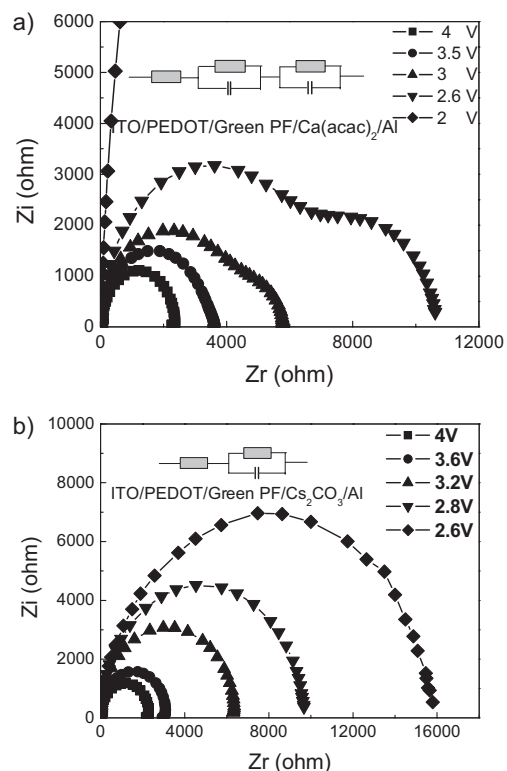 a)
6000
5000
4000
3000
2000
1000
0
4 V
3.5 V
3 V
2.6 V
2 V
ITO/PEDOT/Green PF/Ca(acac)₂/Al
Zi (ohm)
0 4000 8000 12000
Zr (ohm)
b)
10000
8000
6000
4000
2000
0
4V
3.6V
3.2V
2.8V
2.6V
ITO/PEDOT/Green PF/Cs₂CO₃/Al
Zi (ohm)
0 4000 8000 12000 16000
Zr (ohm)